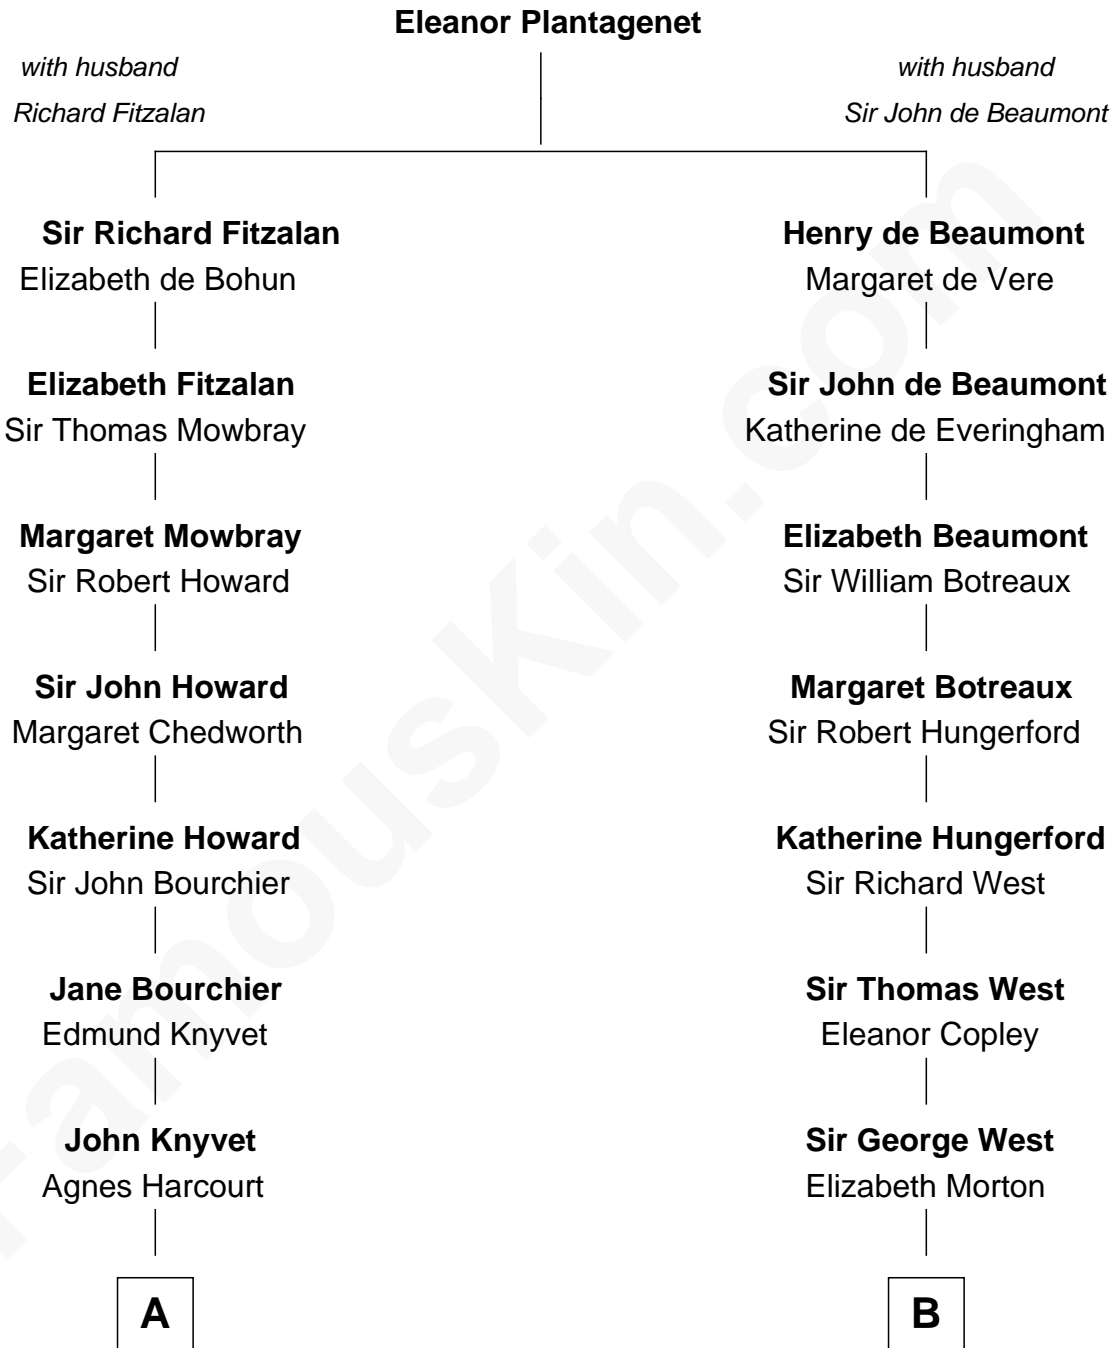 Eleanor Plantagenet
with husband
Richard Fitzalan
with husband
Sir John de Beaumont
Sir Richard Fitzalan
Elizabeth de Bohun
Henry de Beaumont
Margaret de Vere
Elizabeth Fitzalan
Sir Thomas Mowbray
Sir John de Beaumont
Katherine de Everingham
Margaret Mowbray
Sir Robert Howard
Elizabeth Beaumont
Sir William Botreaux
Sir John Howard
Margaret Chedworth
Margaret Botreaux
Sir Robert Hungerford
Katherine Howard
Sir John Bourchier
Katherine Hungerford
Sir Richard West
Jane Bourchier
Edmund Knyvet
Sir Thomas West
Eleanor Copley
John Knyvet
Agnes Harcourt
Sir George West
Elizabeth Morton
A
B
FamousKin.com